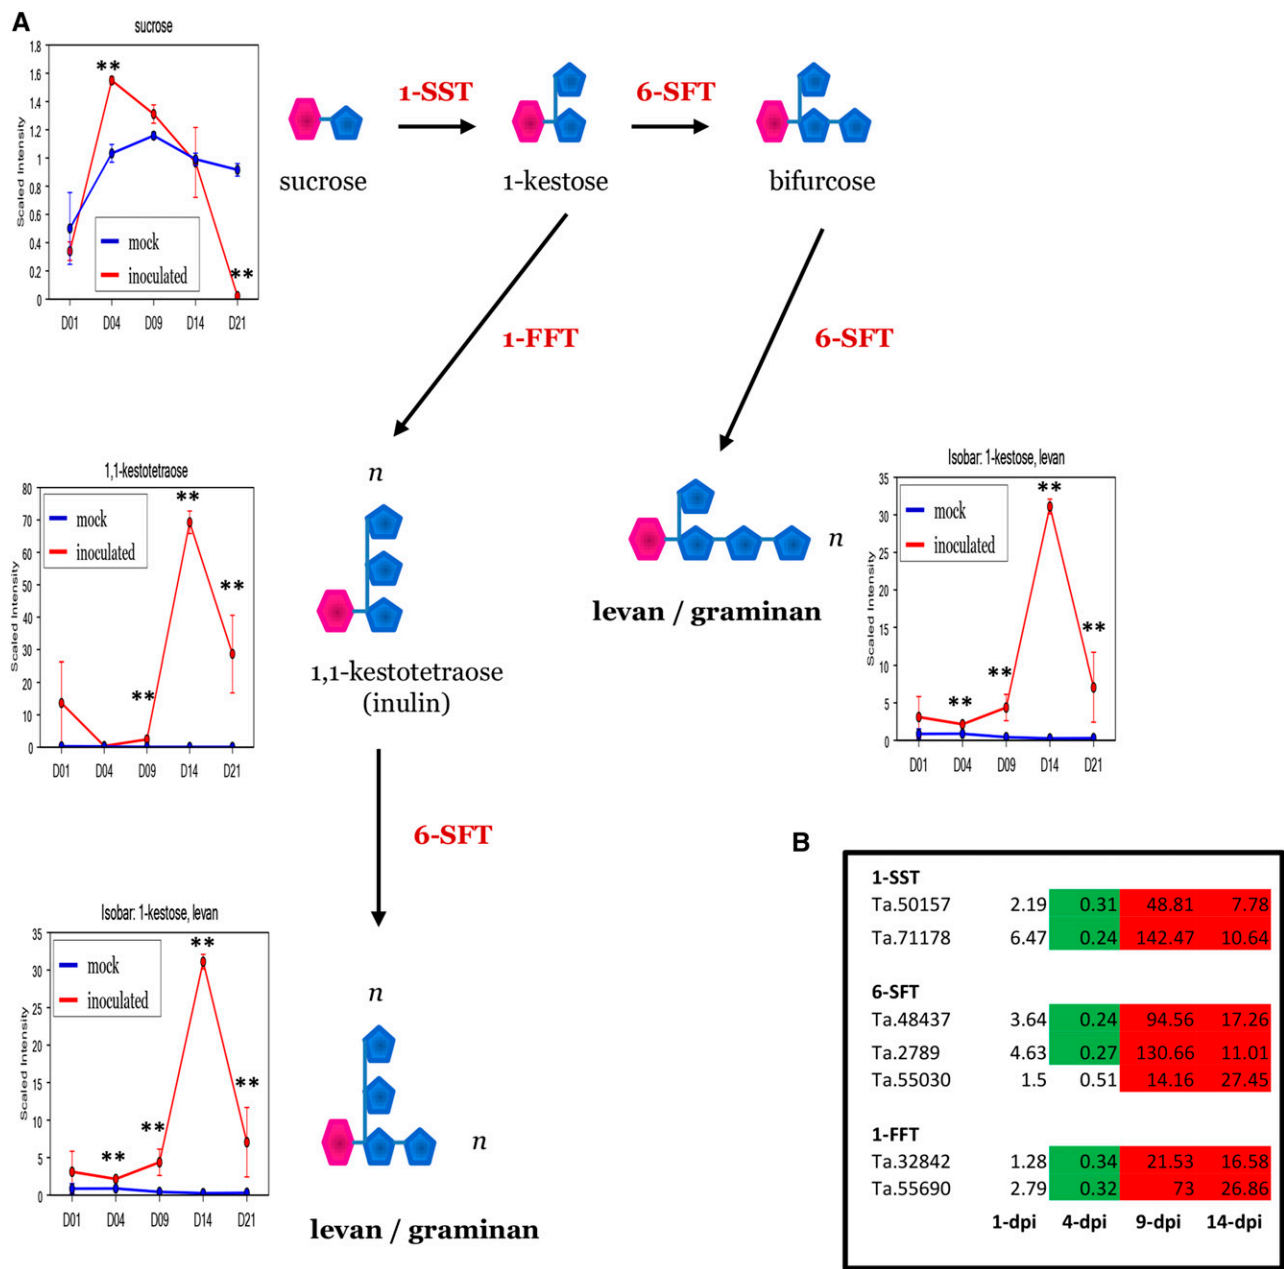 A
sucrose
1.8
1.6
1.4
1.2
1
0.8
0.6
0.4
0.2
0
Scaled Intensity
**
**
mock
inoculated
D01 D04 D09 D14 D21
sucrose
1-SST
1-kestose
6-SFT
bifurcose
1-FFT
6-SFT
1,1-kestotetraose
80
70
60
50
40
30
20
10
0
Scaled Intensity
mock
inoculated
**
**
**
D01 D04 D09 D14 D21
n
1,1-kestotetraose
(inulin)
n
levan / graminan
Isobar: 1-kestose, levan
35
30
25
20
15
10
5
0
Scaled Intensity
mock
inoculated
**
**
**
**
D01 D04 D09 D14 D21
6-SFT
Isobar: 1-kestose, levan
35
30
25
20
15
10
5
0
Scaled Intensity
mock
inoculated
**
**
**
**
D01 D04 D09 D14 D21
n
n
levan / graminan
B
1-SST
Ta.50157 2.19 0.31 48.81 7.78
Ta.71178 6.47 0.24 142.47 10.64
6-SFT
Ta.48437 3.64 0.24 94.56 17.26
Ta.2789 4.63 0.27 130.66 11.01
Ta.55030 1.5 0.51 14.16 27.45
1-FFT
Ta.32842 1.28 0.34 21.53 16.58
Ta.55690 2.79 0.32 73 26.86
1-dpi 4-dpi 9-dpi 14-dpi